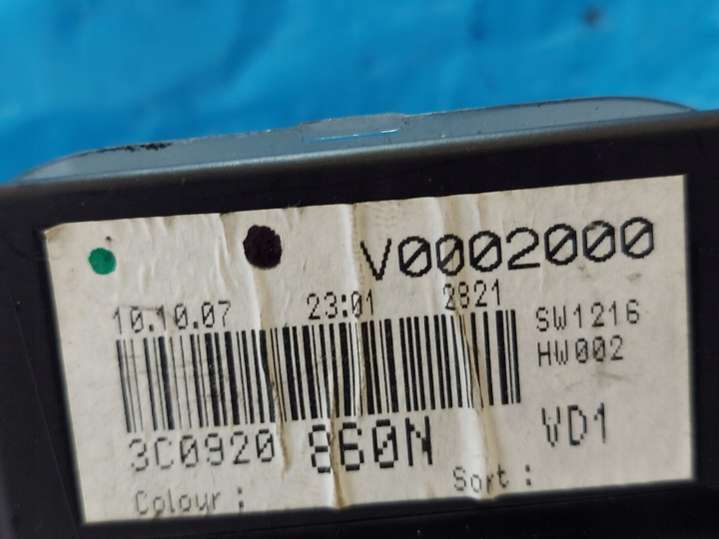 V0002000
10.10.07 23:01 2821
SW1216
HW002
3C0920 860N VD1
Colour : Sort :